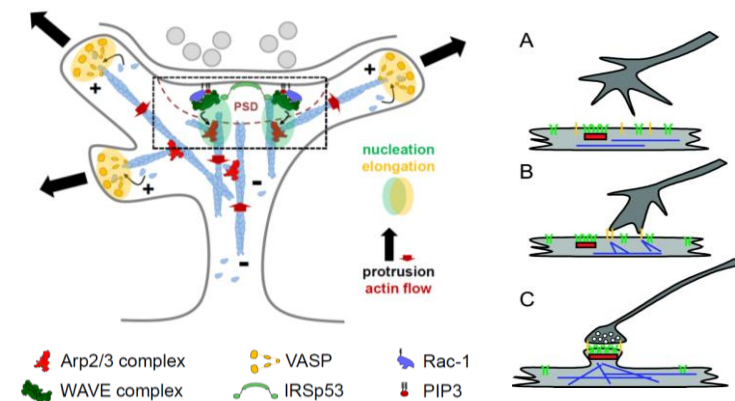 PSD
+
+
+
-
-
nucleation
elongation
protrusion
actin flow
Arp2/3 complex
VASP
Rac-1
WAVE complex
IRSp53
PIP3
A
B
C